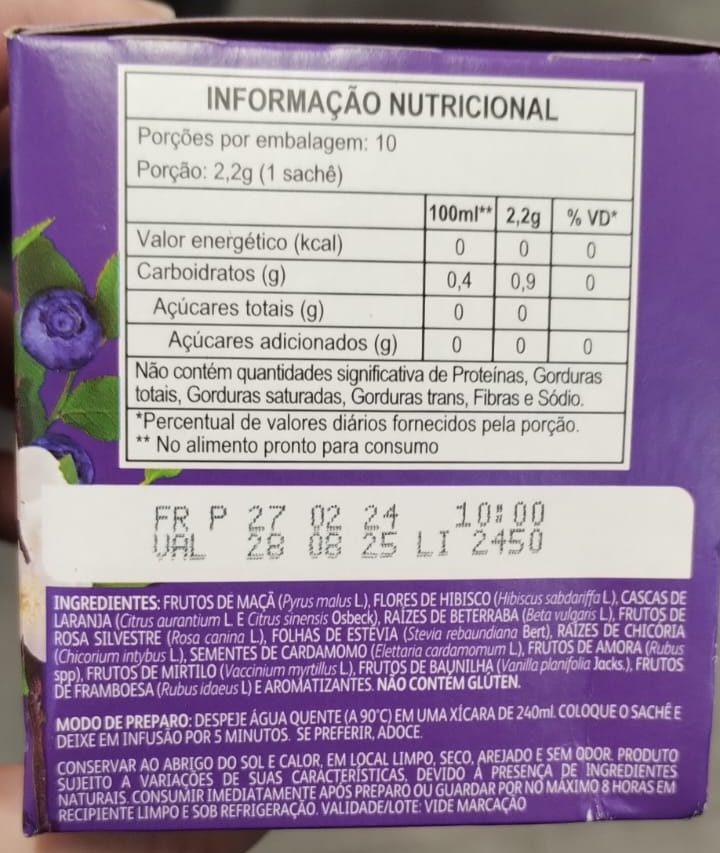 INFORMAÇÃO NUTRICIONAL
Porções por embalagem: 10
Porção: 2,2g (1 sachê)
100ml** 2,2g % VD*
Valor energético (kcal) 0 0 0
Carboidratos (g) 0,4 0,9 0
Açúcares totais (g) 0 0
Açúcares adicionados (g) 0 0 0
Não contém quantidades significativa de Proteínas, Gorduras
totais, Gorduras saturadas, Gorduras trans, Fibras e Sódio.
*Percentual de valores diários fornecidos pela porção.
** No alimento pronto para consumo
FR P 27 02 24 10:00
VAL 28 08 25 LI 2450
INGREDIENTES: FRUTOS DE MAÇÃ (Pyrus malus L.), FLORES DE HIBISCO (Hibiscus sabdariffa L.), CASCAS DE
LARANJA (Citrus aurantium L. E Citrus sinensis Osbeck), RAÍZES DE BETERRABA (Beta vulgaris L.), FRUTOS DE
ROSA SILVESTRE (Rosa canina L.), FOLHAS DE ESTÉVIA (Stevia rebaundiana Bert), RAÍZES DE CHICÓRIA
(Chicorium intybus L.), SEMENTES DE CARDAMOMO (Elettaria cardamomum L.), FRUTOS DE AMORA (Rubus
spp), FRUTOS DE MIRTILO (Vaccinium myrtillus L.), FRUTOS DE BAUNILHA (Vanilla planifolia Jacks.), FRUTOS
DE FRAMBOESA (Rubus idaeus L.) E AROMATIZANTES. NÃO CONTÉM GLÚTEN.
MODO DE PREPARO: DESPEJE ÁGUA QUENTE (A 90°C) EM UMA XÍCARA DE 240ml. COLOQUE O SACHÊ E
DEIXE EM INFUSÃO POR 5 MINUTOS. SE PREFERIR, ADOCE.
CONSERVAR AO ABRIGO DO SOL E CALOR, EM LOCAL LIMPO, SECO, AREJADO E SEM ODOR. PRODUTO
SUJEITO A VARIAÇÕES DE SUAS CARACTERÍSTICAS, DEVIDO À PRESENÇA DE INGREDIENTES
NATURAIS. CONSUMIR IMEDIATAMENTE APÓS PREPARO OU GUARDAR POR NO MÁXIMO 8 HORAS EM
RECIPIENTE LIMPO E SOB REFRIGERAÇÃO. VALIDADE/LOTE: VIDE MARCAÇÃO